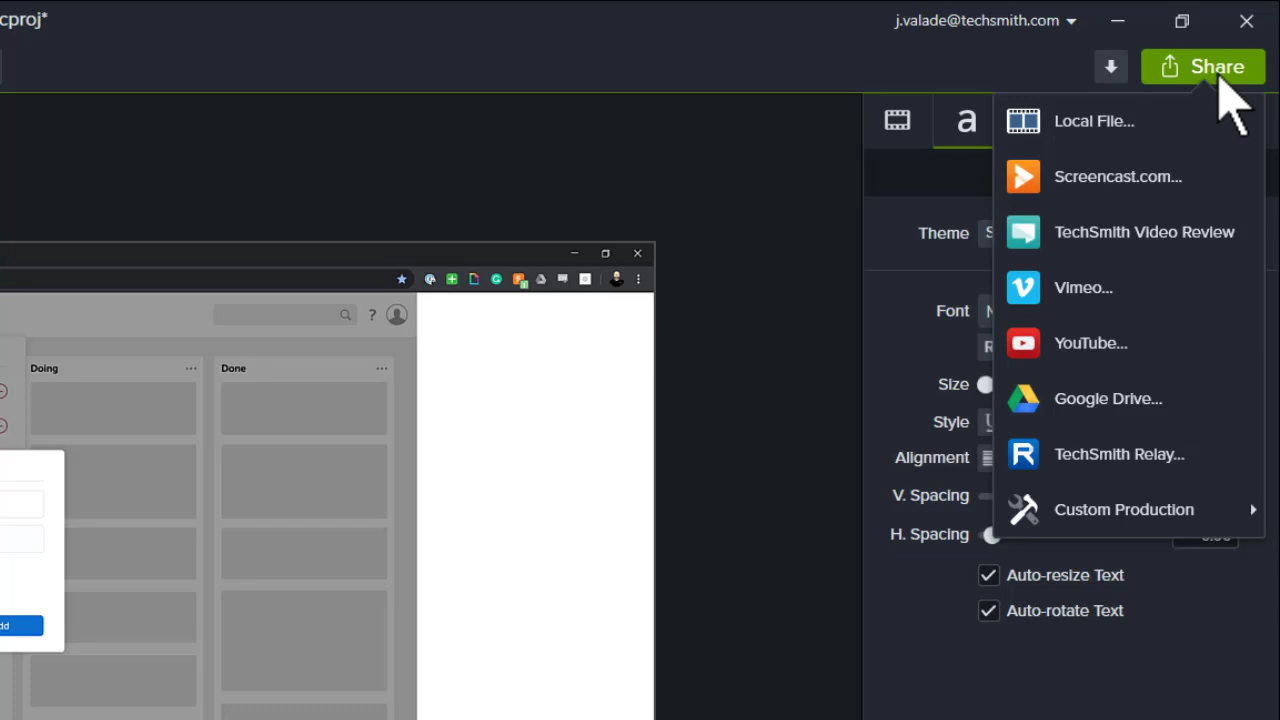 cproj*
j.valade@techsmith.com
Share
a
Local File...
Screencast.com...
TechSmith Video Review
Theme
Vimeo...
Font
YouTube...
Size
Google Drive...
Style
Alignment
TechSmith Relay...
V. Spacing
Custom Production
H. Spacing
Auto-resize Text
Auto-rotate Text
?
Doing
...
Done
...
dd